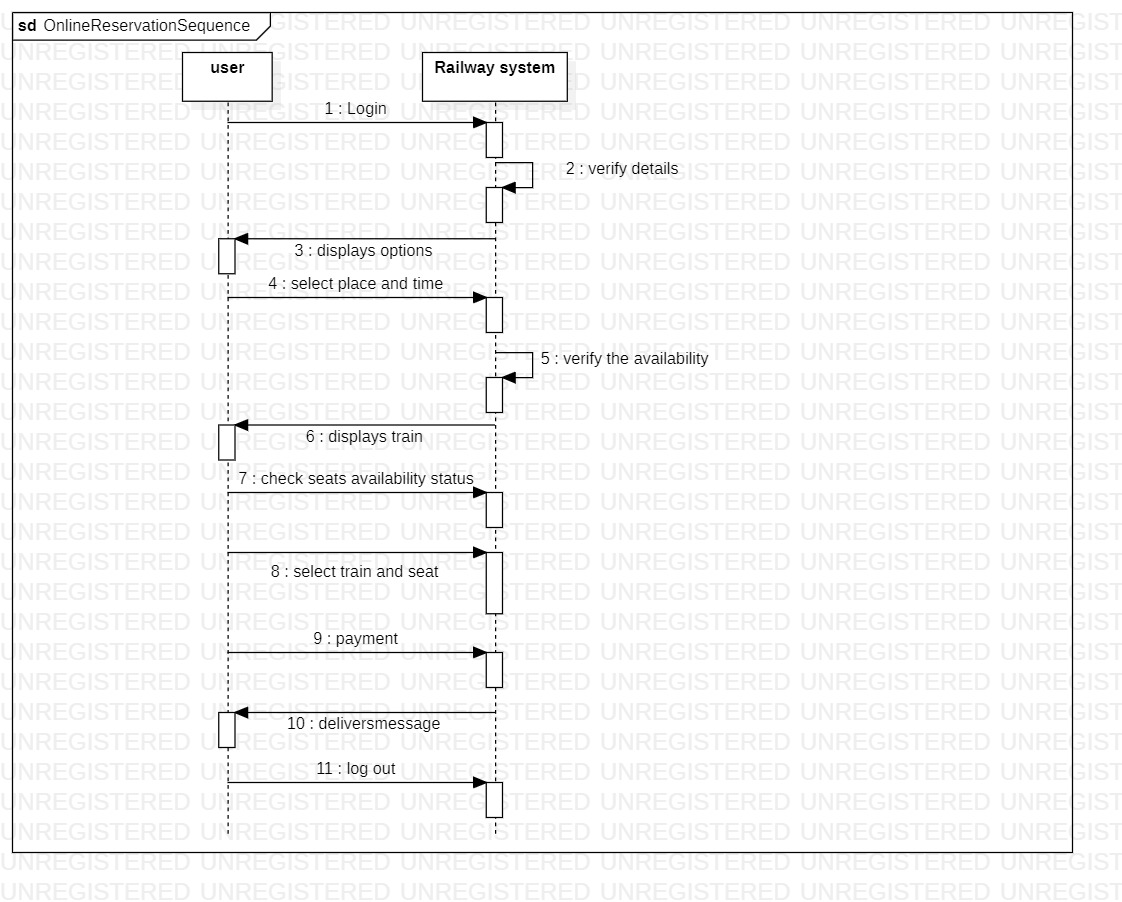 sd OnlineReservationSequence
user
Railway system
1 : Login
2 : verify details
3 : displays options
4 : select place and time
5 : verify the availability
6 : displays train
7 : check seats availability status
8 : select train and seat
9 : payment
10 : deliversmessage
11 : log out
UNREGISTERED UNREGISTERED UNREGISTERED UNREGISTERED UNREGISTERED UNREGIST